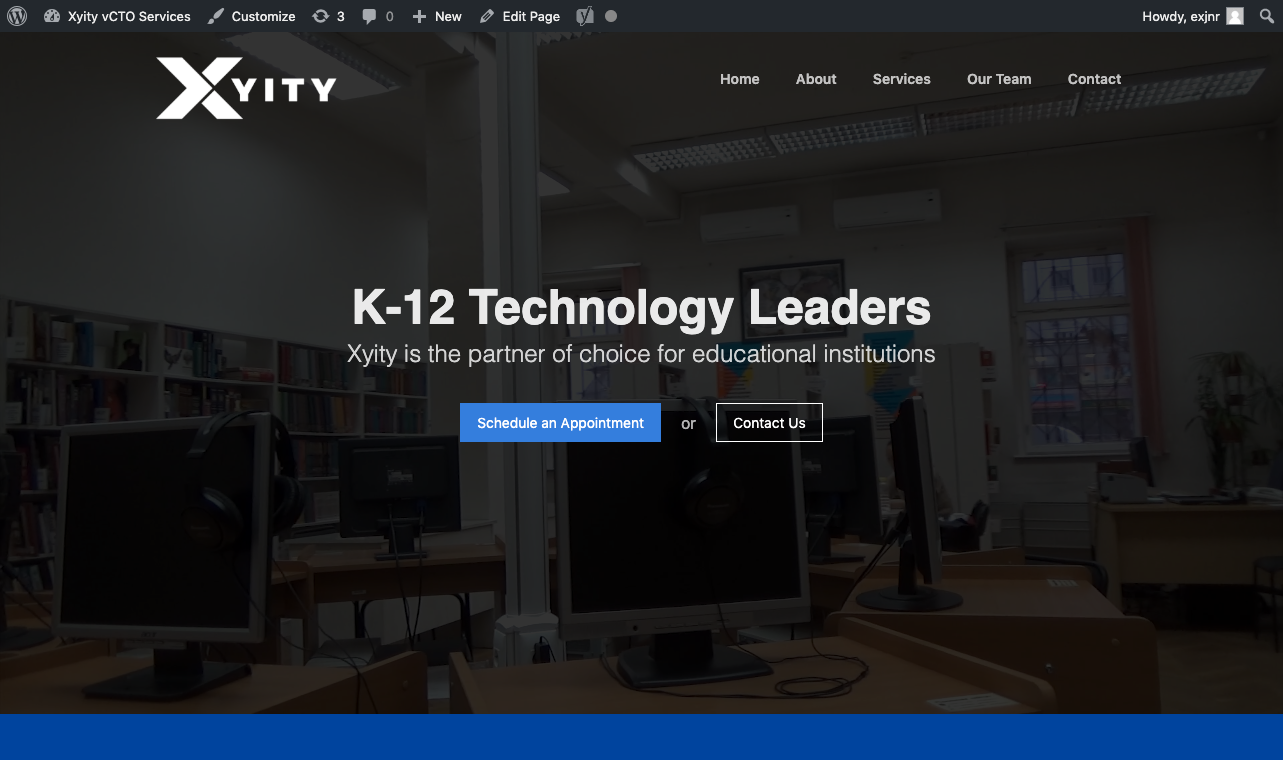 Xyity vCTO Services Customize 3 0 New Edit Page Howdy, exjnr
XYITY
Home About Services Our Team Contact
K-12 Technology Leaders
Xyity is the partner of choice for educational institutions
Schedule an Appointment or Contact Us